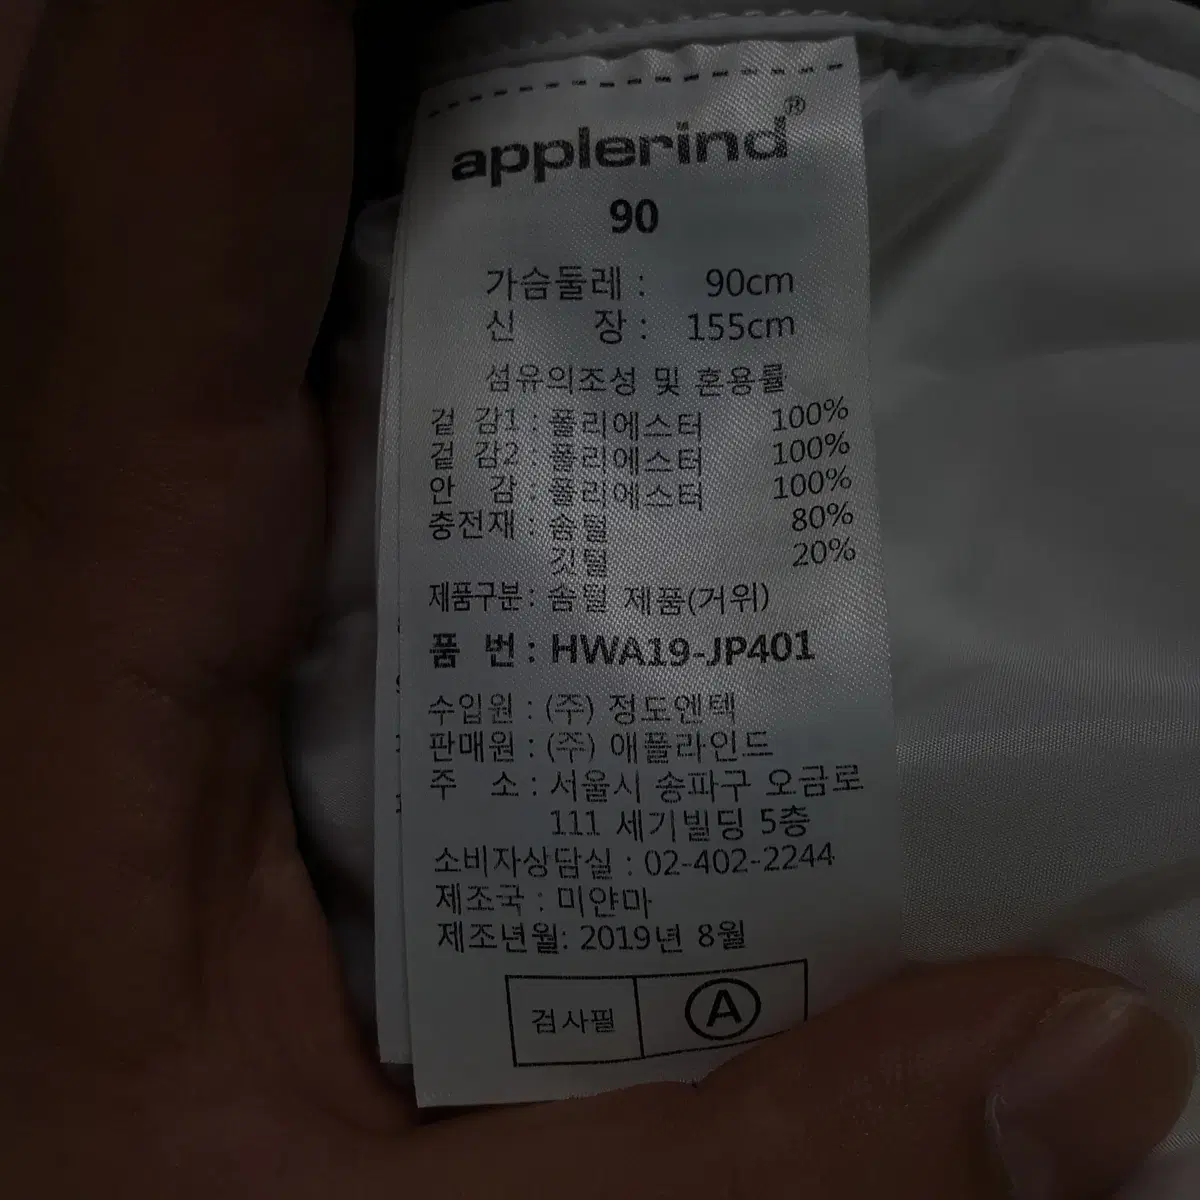 applerind®
90
가슴둘레 : 90cm
신 장 : 155cm
섬유의조성 및 혼용률
겉 감1 : 폴리에스터 100%
겉 감2 : 폴리에스터 100%
안 감 : 폴리에스터 100%
충전재 : 솜털 80%
깃털 20%
제품구분 : 솜털 제품(거위)
품 번 : HWA19-JP401
수입원 : (주) 정도엔텍
판매원 : (주) 애플라인드
주 소 : 서울시 송파구 오금로
111 세기빌딩 5층
소비자상담실 : 02-402-2244
제조국 : 미얀마
제조년월: 2019년 8월
검사필 Ⓐ